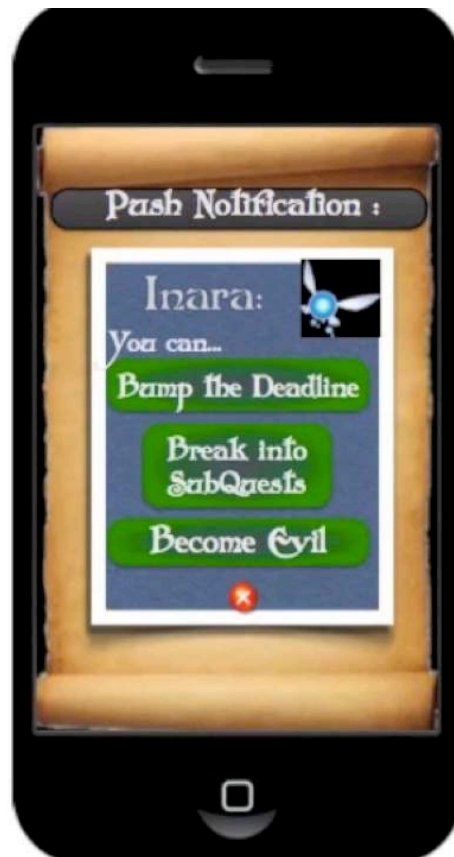 Push Notification :
Inara:
You can...
Bump the Deadline
Break into
SubQuests
Become Evil